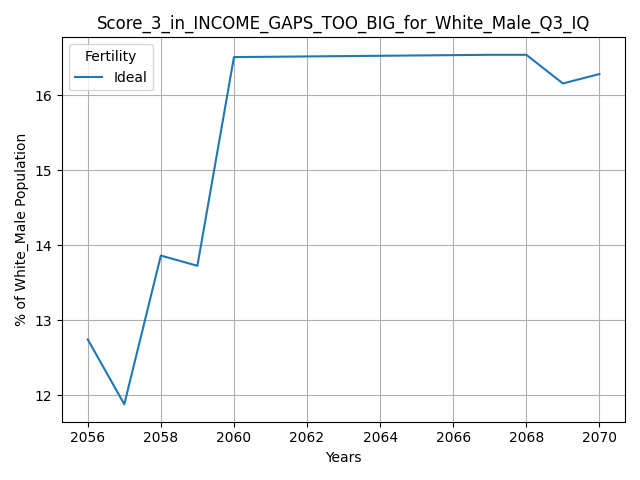 Score_3_in_INCOME_GAPS_TOO_BIG_for_White_Male_Q3_IQ
Fertility
Ideal
% of White_Male Population
16
15
14
13
12
2056 2058 2060 2062 2064 2066 2068 2070
Years